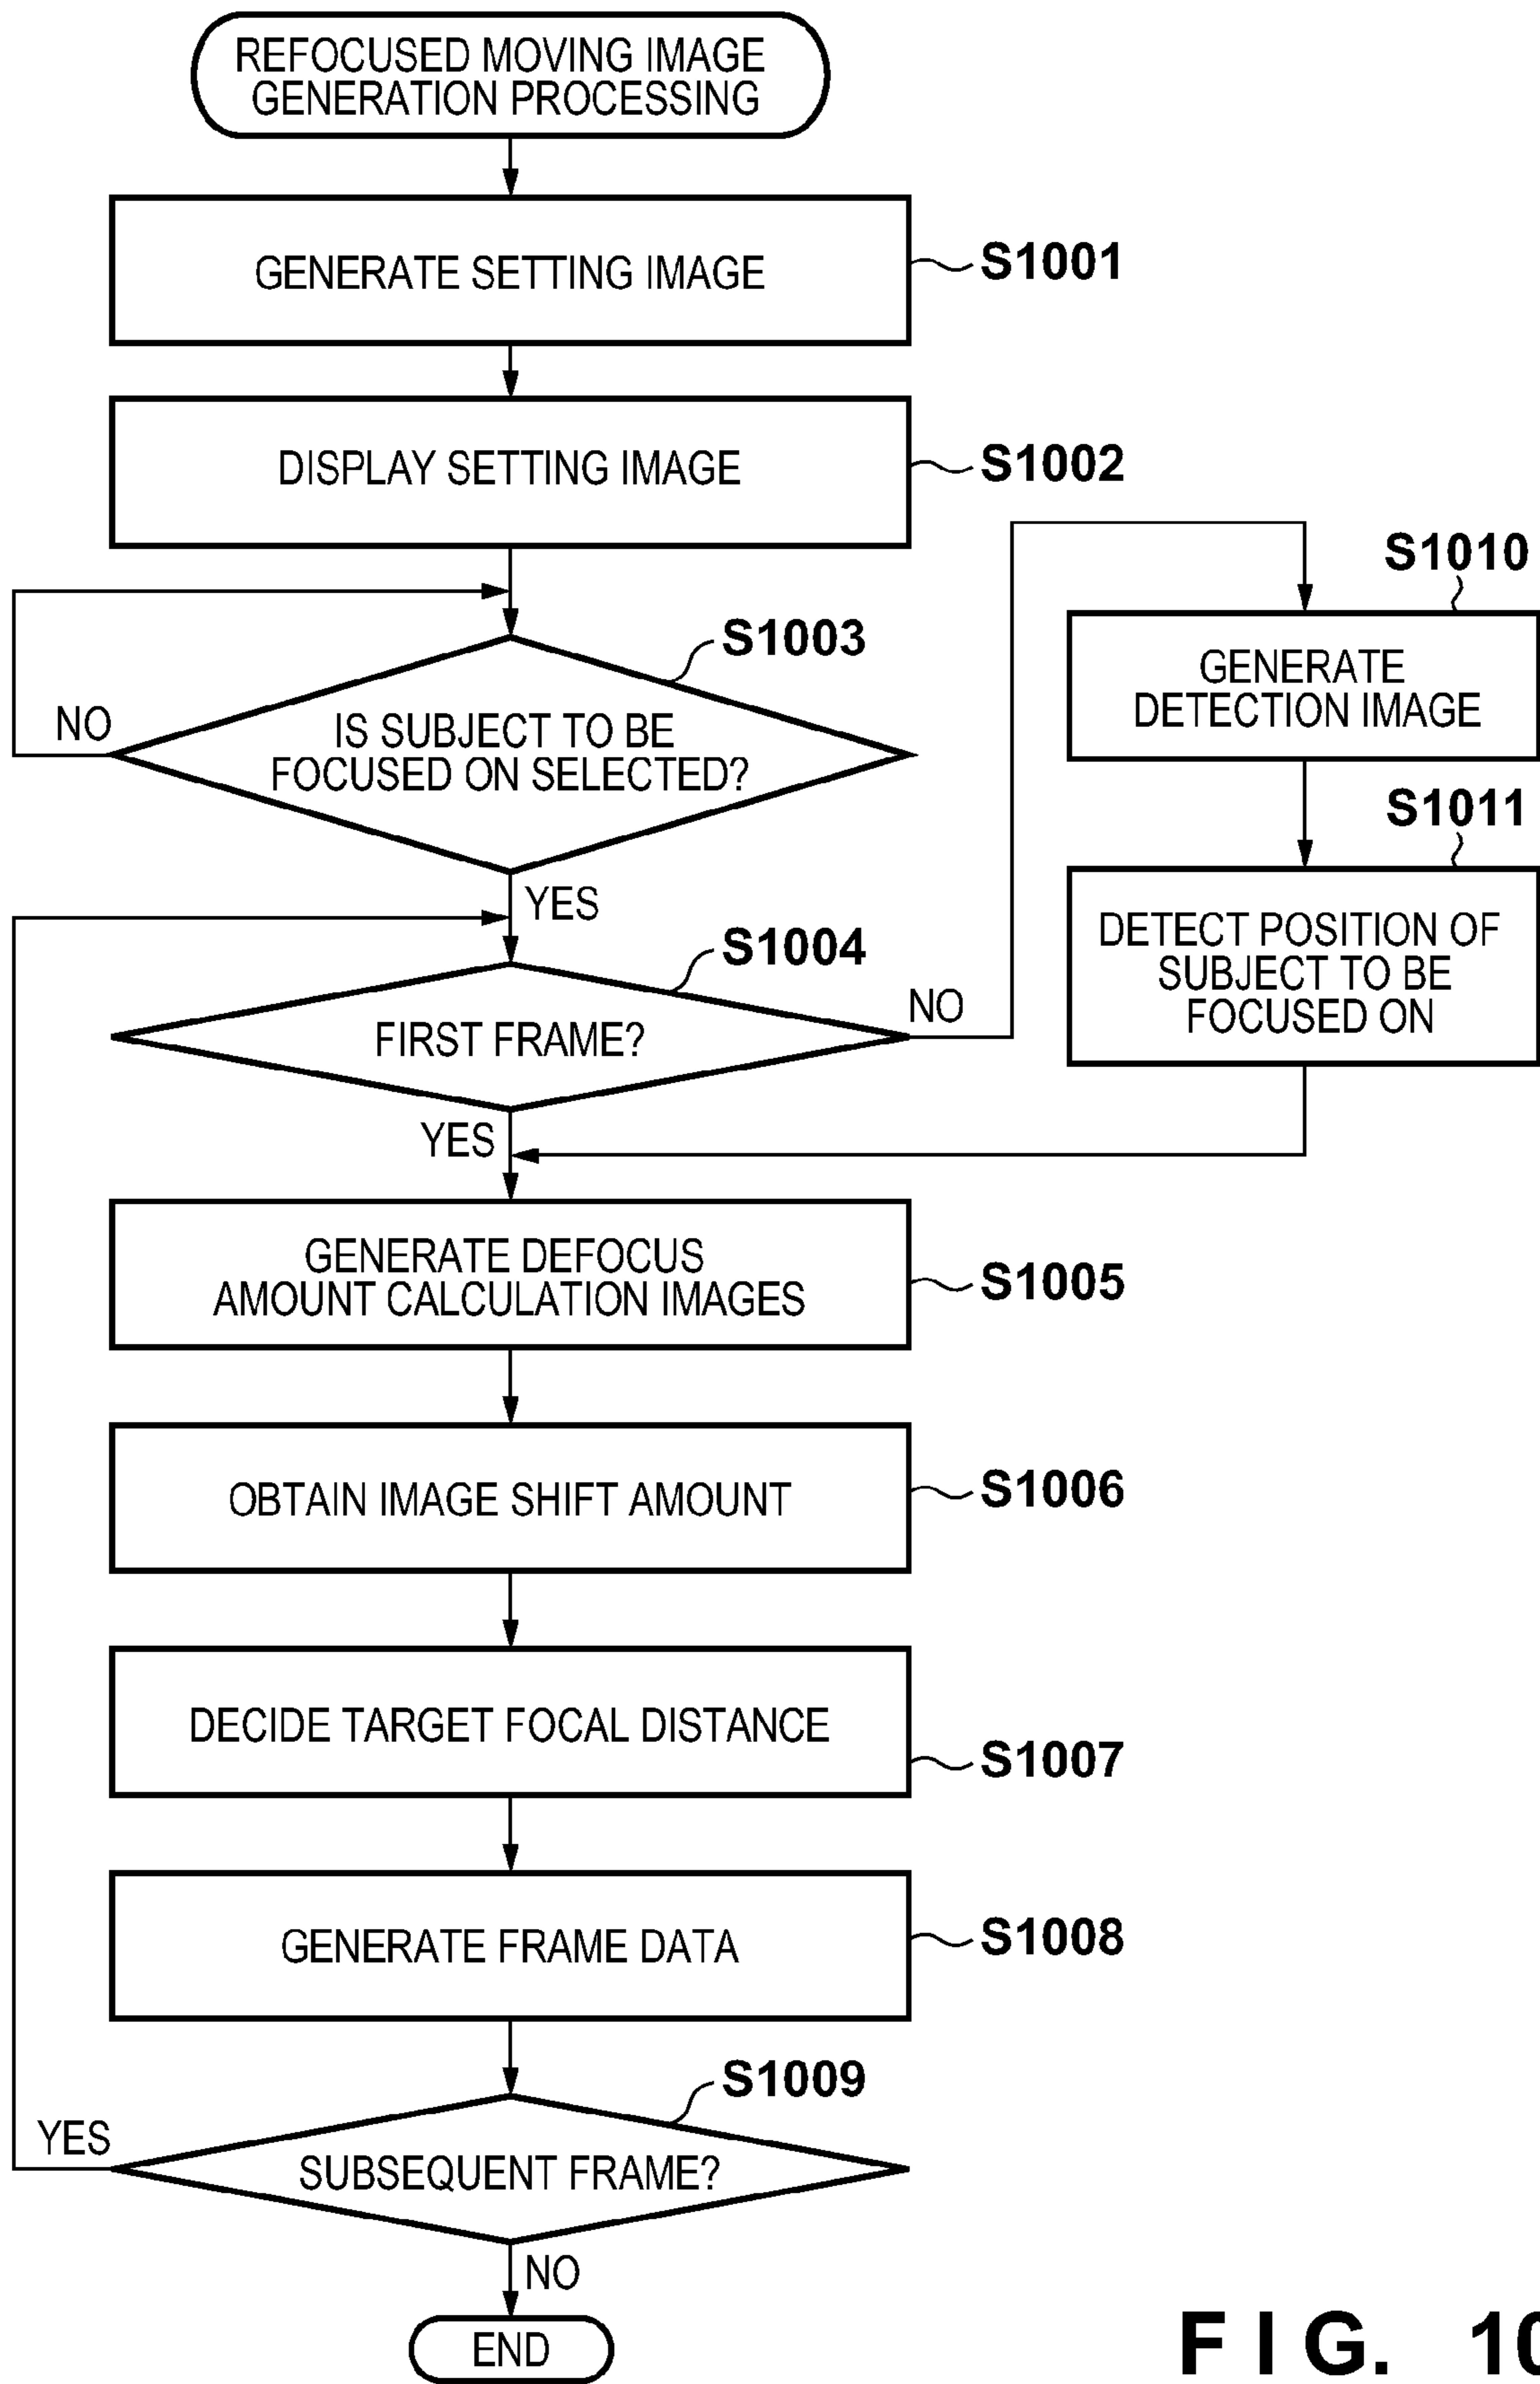 REFOCUSED MOVING IMAGE
GENERATION PROCESSING
GENERATE SETTING IMAGE
S1001
DISPLAY SETTING IMAGE
S1002
S1003
IS SUBJECT TO BE
FOCUSED ON SELECTED?
NO
YES
S1004
FIRST FRAME?
NO
YES
S1010
GENERATE
DETECTION IMAGE
S1011
DETECT POSITION OF
SUBJECT TO BE
FOCUSED ON
GENERATE DEFOCUS
AMOUNT CALCULATION IMAGES
S1005
OBTAIN IMAGE SHIFT AMOUNT
S1006
DECIDE TARGET FOCAL DISTANCE
S1007
GENERATE FRAME DATA
S1008
S1009
SUBSEQUENT FRAME?
YES
NO
END
FIG. 10